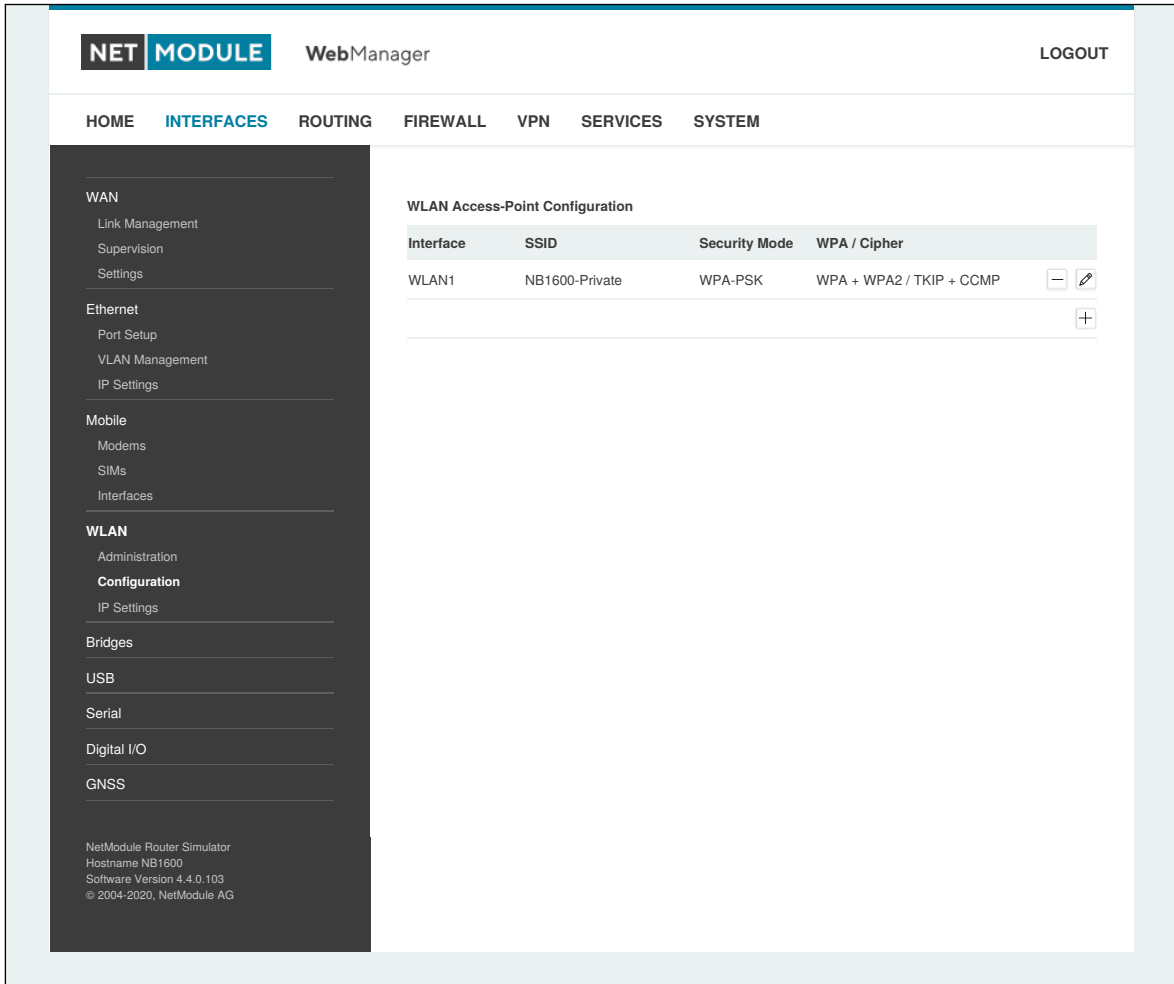 NET MODULE WebManager LOGOUT
HOME INTERFACES ROUTING FIREWALL VPN SERVICES SYSTEM
WAN
Link Management
Supervision
Settings
Ethernet
Port Setup
VLAN Management
IP Settings
Mobile
Modems
SIMs
Interfaces
WLAN
Administration
Configuration
IP Settings
Bridges
USB
Serial
Digital I/O
GNSS
NetModule Router Simulator
Hostname NB1600
Software Version 4.4.0.103
© 2004-2020, NetModule AG
WLAN Access-Point Configuration
Interface SSID Security Mode WPA / Cipher
WLAN1 NB1600-Private WPA-PSK WPA + WPA2 / TKIP + CCMP